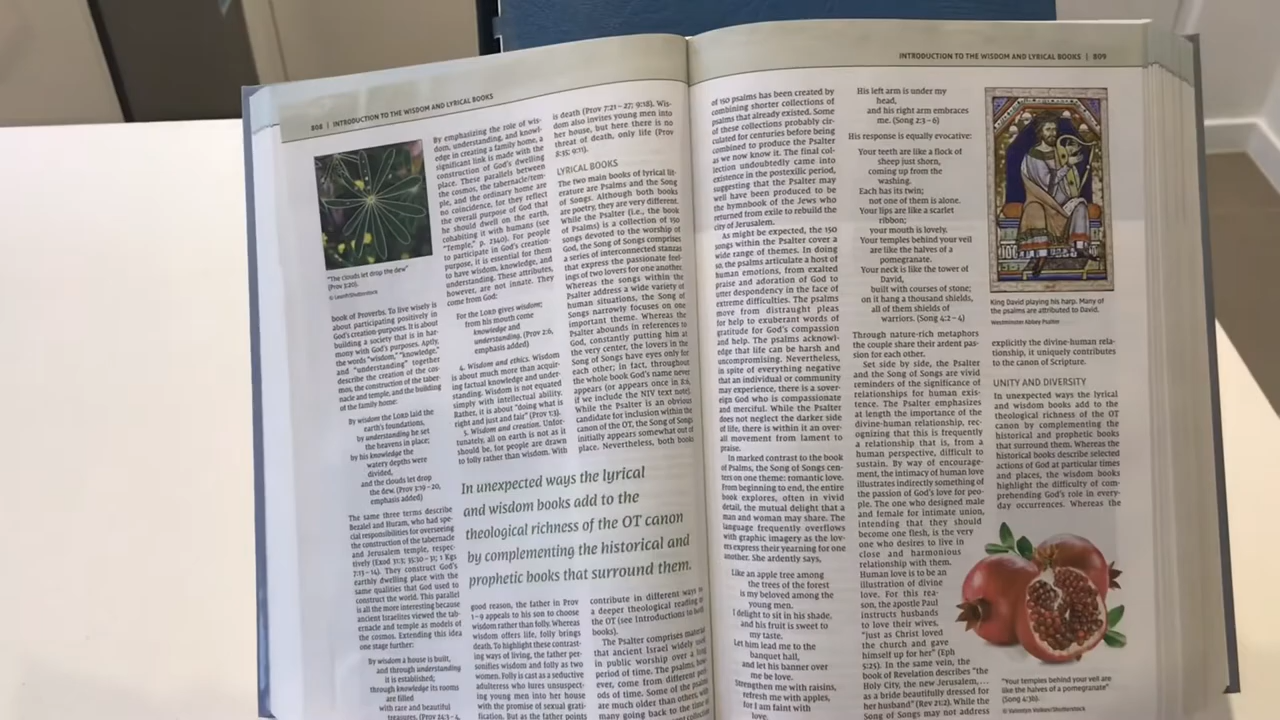 808 | INTRODUCTION TO THE WISDOM AND LYRICAL BOOKS
"The clouds let drop the dew"
(Prov 3:20).
book of Proverbs. To live wisely is
about participating positively in
God's creation purposes. It is about
building a society that is in har-
mony with God's purposes. Aptly,
the words "wisdom," "knowledge,"
and "understanding" together
describe the creation of the cos-
mos, the construction of the taber-
nacle and temple, and the building
of the family home:
By wisdom the LORD laid the
earth's foundations,
by understanding he set
the heavens in place;
by his knowledge the
watery depths were
divided,
and the clouds let drop
the dew. (Prov 3:19–20,
emphasis added)
The same three terms describe
Bezalel and Huram, who had spe-
cial responsibilities for overseeing
the construction of the tabernacle
and Jerusalem temple, respec-
tively (Exod 31:3; 35:30–31; 1 Kgs
7:13–14). They construct God's
earthly dwelling place with the
same qualities that God used to
construct the world. This parallel
is all the more interesting because
ancient Israelites viewed the tab-
ernacle and temple as models of
the cosmos. Extending this idea
one stage further:
By wisdom a house is built,
and through understanding
it is established;
through knowledge its rooms
are filled
with rare and beautiful
treasures. (Prov 24:3–4,
By emphasizing the role of wis-
dom, understanding, and knowl-
edge in creating a family home, a
significant link is made with the
construction of God's dwelling
place. These parallels between
the cosmos, the tabernacle/tem-
ple, and the ordinary home are
no coincidence, for they reflect
the overall purpose of God that
he should dwell on the earth,
cohabiting it with humans (see
"Temple," p. 2340). For people
to participate in God's creation-
purpose, it is essential for them
to have wisdom, knowledge, and
understanding. These attributes,
however, are not innate. They
come from God:
For the LORD gives wisdom;
from his mouth come
knowledge and
understanding. (Prov 2:6,
emphasis added)
4. Wisdom and ethics. Wisdom
is about much more than acquir-
ing factual knowledge and under-
standing. Wisdom is not equated
simply with intellectual ability.
Rather, it is about "doing what is
right and just and fair" (Prov 1:3).
5. Wisdom and creation. Unfor-
tunately, all on earth is not as it
should be, for people are drawn
to folly rather than wisdom. With
is death (Prov 7:21–27; 9:18). Wis-
dom also invites young men into
her house, but here there is no
threat of death, only life (Prov
8:35; 9:11).
LYRICAL BOOKS
The two main books of lyrical lit-
erature are Psalms and the Song
of Songs. Although both books
are poetry, they are very different.
While the Psalter (i.e., the book
of Psalms) is a collection of 150
songs devoted to the worship of
God, the Song of Songs comprises
a series of interconnected stanzas
that express the passionate feel-
ings of two lovers for one another.
Whereas the songs within the
Psalter address a wide variety of
human situations, the Song of
Songs narrowly focuses on one
important theme. Whereas the
Psalter abounds in references to
God, constantly putting him at
the very center, the lovers in the
Song of Songs have eyes only for
each other; in fact, throughout
the whole book God's name never
appears (or appears once in 8:6,
if we include the NIV text note).
While the Psalter is an obvious
candidate for inclusion within the
canon of the OT, the Song of Songs
initially appears somewhat out of
place. Nevertheless, both books
In unexpected ways the lyrical
and wisdom books add to the
theological richness of the OT canon
by complementing the historical and
prophetic books that surround them.
good reason, the father in Prov
1–9 appeals to his son to choose
wisdom rather than folly. Whereas
wisdom offers life, folly brings
death. To highlight these contrast-
ing ways of living, the father per-
sonifies wisdom and folly as two
women. Folly is cast as a seductive
adulteress who lures unsuspect-
ing young men into her house
with the promise of sexual grati-
fication. But as the father points
contribute in different ways to
a deeper theological reading of
the OT (see Introductions to both
books).
The Psalter comprises material
that ancient Israel widely used
in public worship over a long
period of time. The psalms, how-
ever, come from different peri-
ods of time. Some of the psalms
are much older than others, with
many going back to the time of
INTRODUCTION TO THE WISDOM AND LYRICAL BOOKS | 809
of 150 psalms has been created by
combining shorter collections of
psalms that already existed. Some
of these collections probably cir-
culated for centuries before being
combined to produce the Psalter
as we now know it. The final col-
lection undoubtedly came into
existence in the postexilic period,
suggesting that the Psalter may
well have been produced to be
the hymnbook of the Jews who
returned from exile to rebuild the
city of Jerusalem.
As might be expected, the 150
songs within the Psalter cover a
wide range of themes. In doing
so, the psalms articulate a host of
human emotions, from exalted
praise and adoration of God to
utter despondency in the face of
extreme difficulties. The psalms
move from distraught pleas
for help to exuberant words of
gratitude for God's compassion
and help. The psalms acknowl-
edge that life can be harsh and
uncompromising. Nevertheless,
in spite of everything negative
that an individual or community
may experience, there is a sover-
eign God who is compassionate
and merciful. While the Psalter
does not neglect the darker side
of life, there is within it an over-
all movement from lament to
praise.
In marked contrast to the book
of Psalms, the Song of Songs cen-
ters on one theme: romantic love.
From beginning to end, the entire
book explores, often in vivid
detail, the mutual delight that a
man and woman may share. The
language frequently overflows
with graphic imagery as the lov-
ers express their yearning for one
another. She ardently says,
Like an apple tree among
the trees of the forest
is my beloved among the
young men.
I delight to sit in his shade,
and his fruit is sweet to
my taste.
Let him lead me to the
banquet hall,
and let his banner over
me be love.
Strengthen me with raisins,
refresh me with apples,
for I am faint with
love.
His left arm is under my
head,
and his right arm embraces
me. (Song 2:3–6)
His response is equally evocative:
Your teeth are like a flock of
sheep just shorn,
coming up from the
washing.
Each has its twin;
not one of them is alone.
Your lips are like a scarlet
ribbon;
your mouth is lovely.
Your temples behind your veil
are like the halves of a
pomegranate.
Your neck is like the tower of
David,
built with courses of stone;
on it hang a thousand shields,
all of them shields of
warriors. (Song 4:2–4)
Through nature-rich metaphors
the couple share their ardent pas-
sion for each other.
Set side by side, the Psalter
and the Song of Songs are vivid
reminders of the significance of
relationships for human exis-
tence. The Psalter emphasizes
at length the importance of the
divine-human relationship, rec-
ognizing that this is frequently
a relationship that is, from a
human perspective, difficult to
sustain. By way of encourage-
ment, the intimacy of human love
illustrates indirectly something of
the passion of God's love for peo-
ple. The one who designed male
and female for intimate union,
intending that they should
become one flesh, is the very
one who desires to live in
close and harmonious
relationship with them.
Human love is to be an
illustration of divine
love. For this rea-
son, the apostle Paul
instructs husbands
to love their wives,
"just as Christ loved
the church and gave
himself up for her" (Eph
5:25). In the same vein, the
book of Revelation describes "the
Holy City, the new Jerusalem, ...
as a bride beautifully dressed for
her husband" (Rev 21:2). While the
Song of Songs may not address
King David playing his harp. Many of
the psalms are attributed to David.
Westminster Abbey Psalter
explicitly the divine-human rela-
tionship, it uniquely contributes
to the canon of Scripture.
UNITY AND DIVERSITY
In unexpected ways the lyrical
and wisdom books add to the
theological richness of the OT
canon by complementing the
historical and prophetic books
that surround them. Whereas the
historical books describe selected
actions of God at particular times
and places, the wisdom books
highlight the difficulty of com-
prehending God's role in every-
day occurrences. Whereas the
"Your temples behind your veil are
like the halves of a pomegranate"
(Song 4:3b).